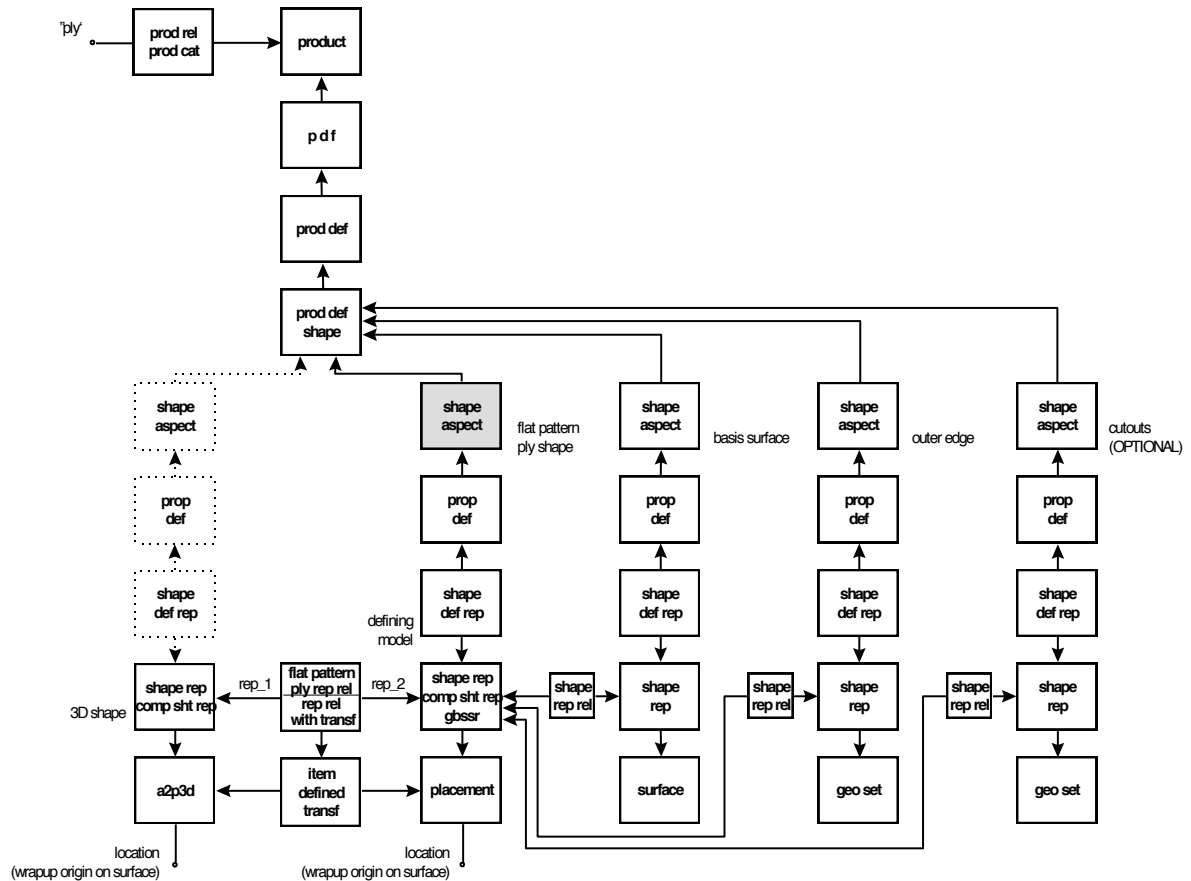 'ply'
prod rel
prod cat
product
p d f
prod def
prod def
shape
shape
aspect
shape
aspect
flat pattern
ply shape
shape
aspect
basis surface
shape
aspect
outer edge
shape
aspect
cutouts
(OPTIONAL)
prop
def
prop
def
prop
def
prop
def
prop
def
shape
def rep
defining
model
shape
def rep
shape
def rep
shape
def rep
shape
def rep
3D shape
shape rep
comp sht rep
rep_1
flat pattern
ply rep rel
rep rel
with transf
rep_2
shape rep
comp sht rep
gbssr
shape
rep rel
shape
rep
shape
rep rel
shape
rep
shape
rep rel
shape
rep
a2p3d
item
defined
transf
placement
surface
geo set
geo set
location
(wrapup origin on surface)
location
(wrapup origin on surface)